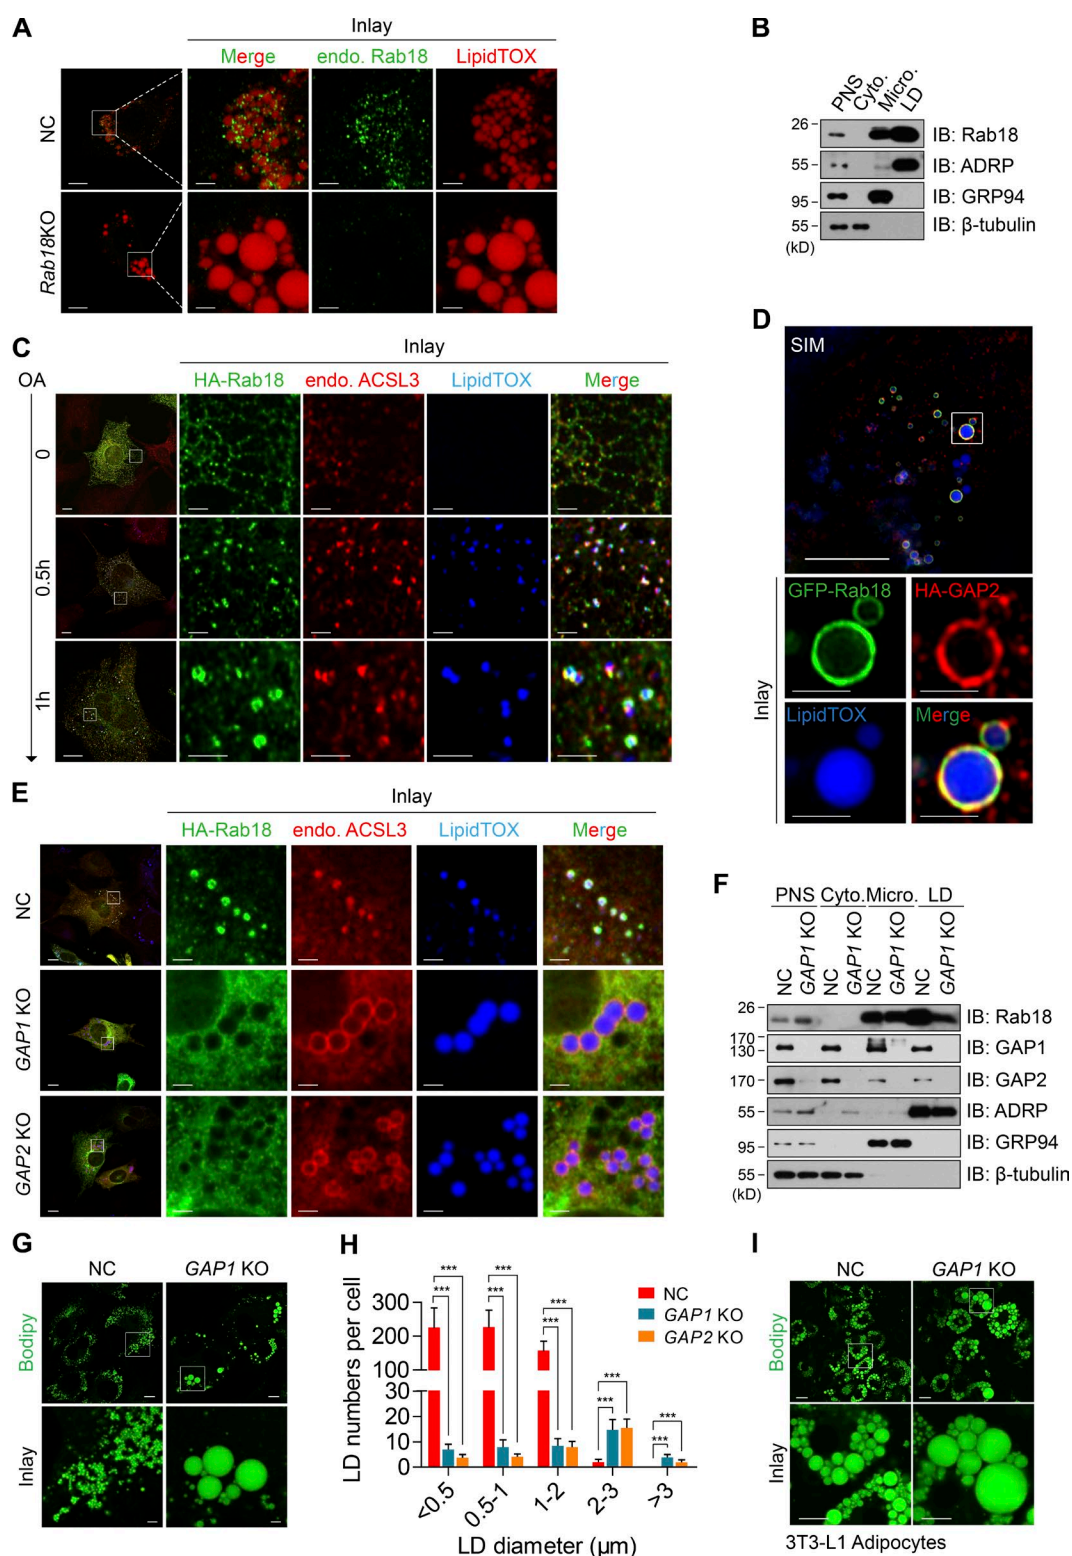 A
Inlay
Merge endo. Rab18 LipidTOX
NC
Rab18KO
B
PNS Cyto. Micro. LD
26 IB: Rab18
55 IB: ADRP
95 IB: GRP94
55 IB: β-tubulin
(kD)
C
Inlay
OA HA-Rab18 endo. ACSL3 LipidTOX Merge
0
0.5h
1h
D
SIM
GFP-Rab18 HA-GAP2
LipidTOX Merge
Inlay
E
Inlay
HA-Rab18 endo. ACSL3 LipidTOX Merge
NC
GAP1 KO
GAP2 KO
F
PNS Cyto. Micro. LD
NC GAP1 KO NC GAP1 KO NC GAP1 KO NC GAP1 KO
26 IB: Rab18
170
130 IB: GAP1
170 IB: GAP2
55 IB: ADRP
95 IB: GRP94
55 IB: β-tubulin
(kD)
G
NC GAP1 KO
Bodipy
Inlay
H
LD numbers per cell
300
200
100
30
20
10
0
*** *** *** *** ***
*** *** *** *** ***
NC
GAP1 KO
GAP2 KO
<0.5 0.5-1 1-2 2-3 >3
LD diameter (μm)
I
NC GAP1 KO
Bodipy
Inlay
3T3-L1 Adipocytes